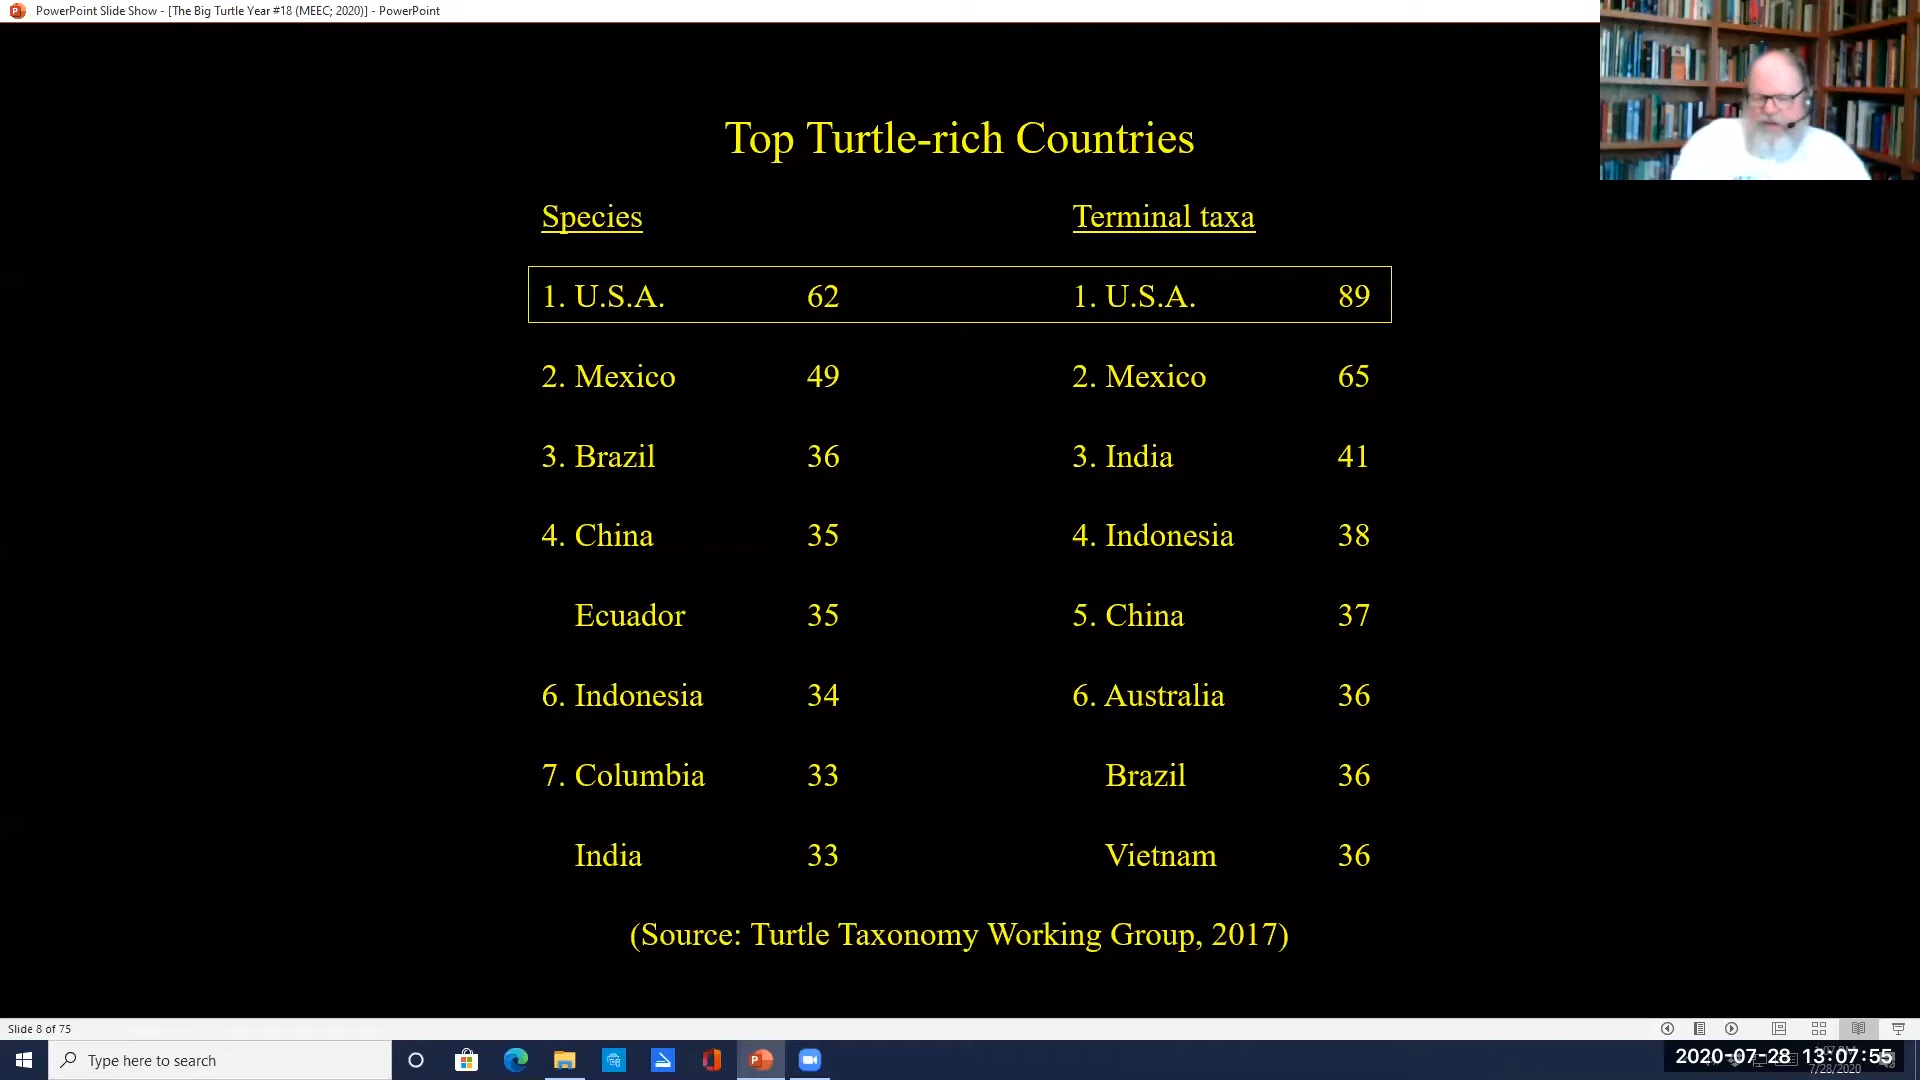 PowerPoint Slide Show - [The Big Turtle Year #18 (MEEC; 2020)] - PowerPoint
Top Turtle-rich Countries
Species Terminal taxa
1. U.S.A. 62 1. U.S.A. 89
2. Mexico 49 2. Mexico 65
3. Brazil 36 3. India 41
4. China 35 4. Indonesia 38
Ecuador 35 5. China 37
6. Indonesia 34 6. Australia 36
7. Columbia 33 Brazil 36
India 33 Vietnam 36
(Source: Turtle Taxonomy Working Group, 2017)
Slide 8 of 75
Type here to search
2020-07-28 13:07:55
7/28/2020